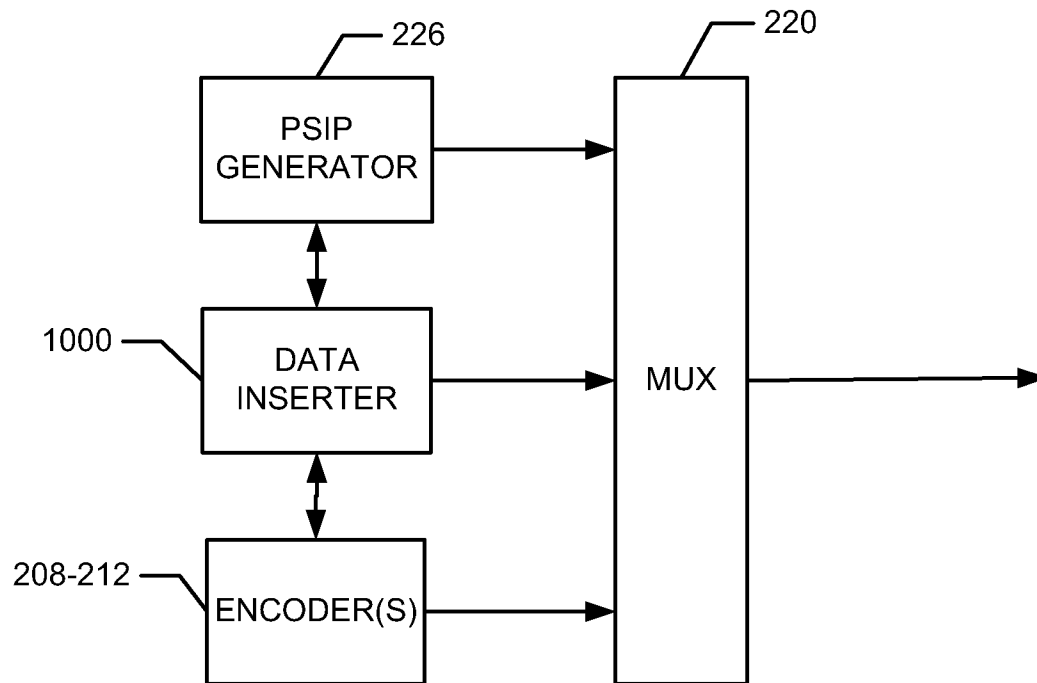 226
220
PSIP
GENERATOR
1000
DATA
INSERTER
MUX
208-212
ENCODER(S)